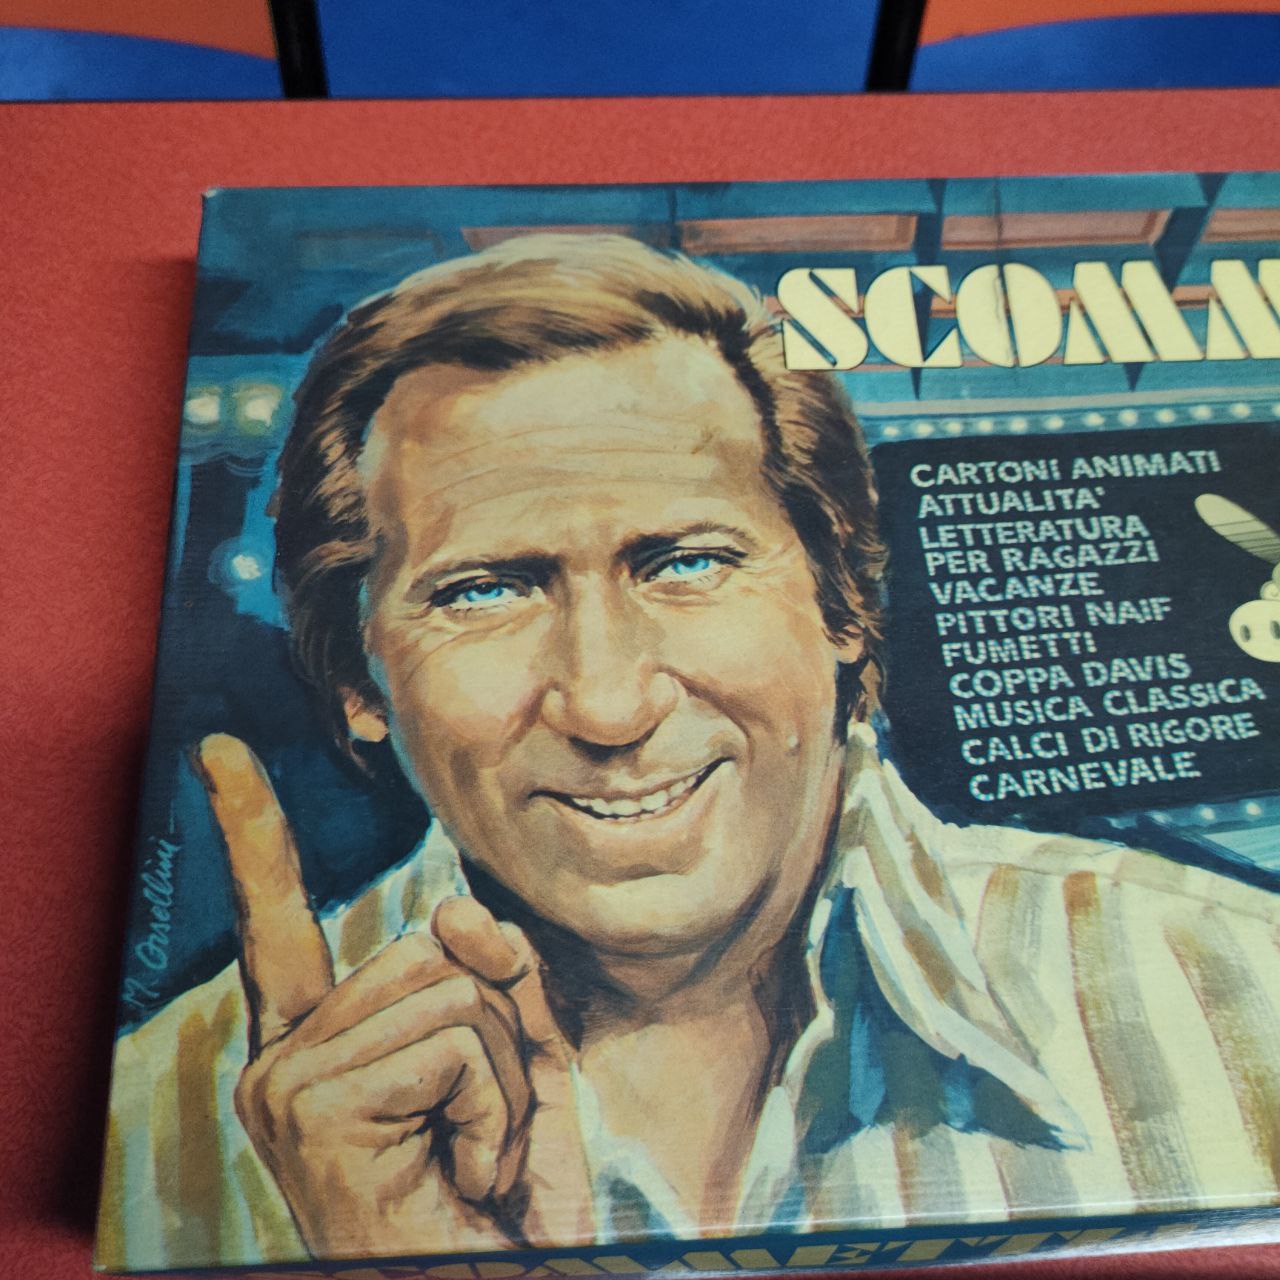 SCOMM
CARTONI ANIMATI
ATTUALITA'
LETTERATURA
PER RAGAZZI
VACANZE
PITTORI NAIF
FUMETTI
COPPA DAVIS
MUSICA CLASSICA
CALCI DI RIGORE
CARNEVALE